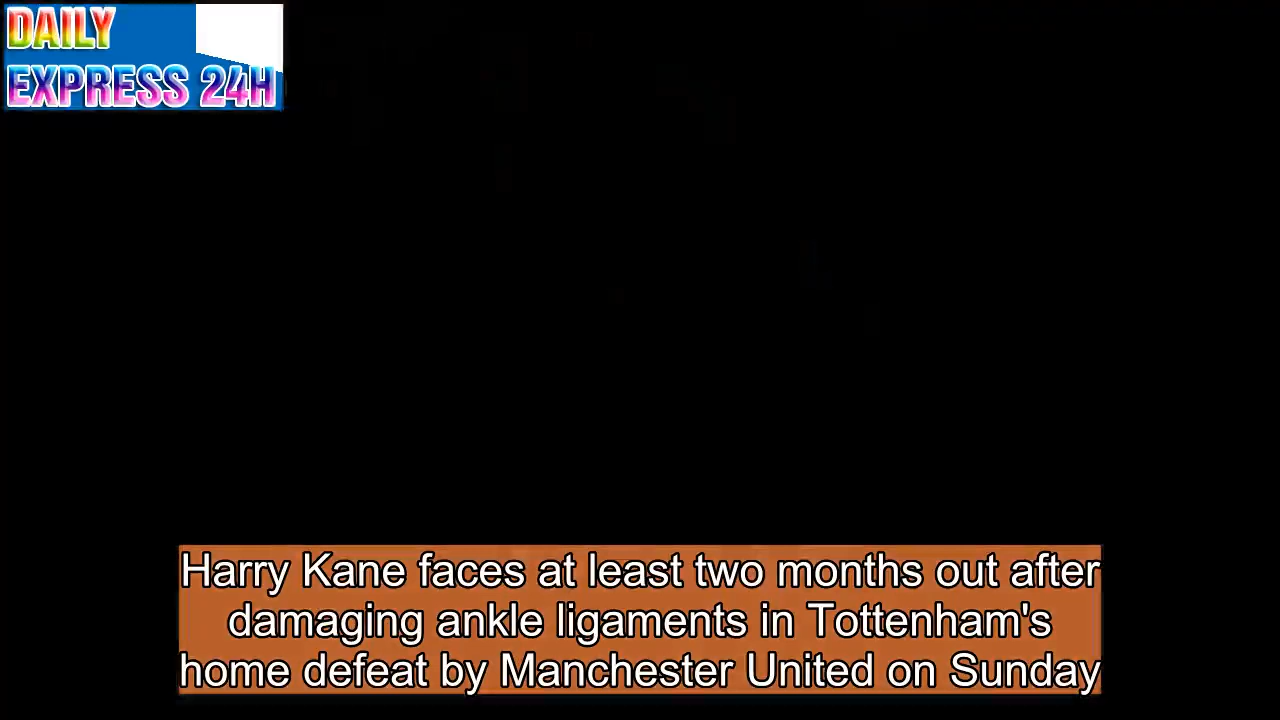 DAILY
EXPRESS 24H
Harry Kane faces at least two months out after
damaging ankle ligaments in Tottenham's
home defeat by Manchester United on Sunday